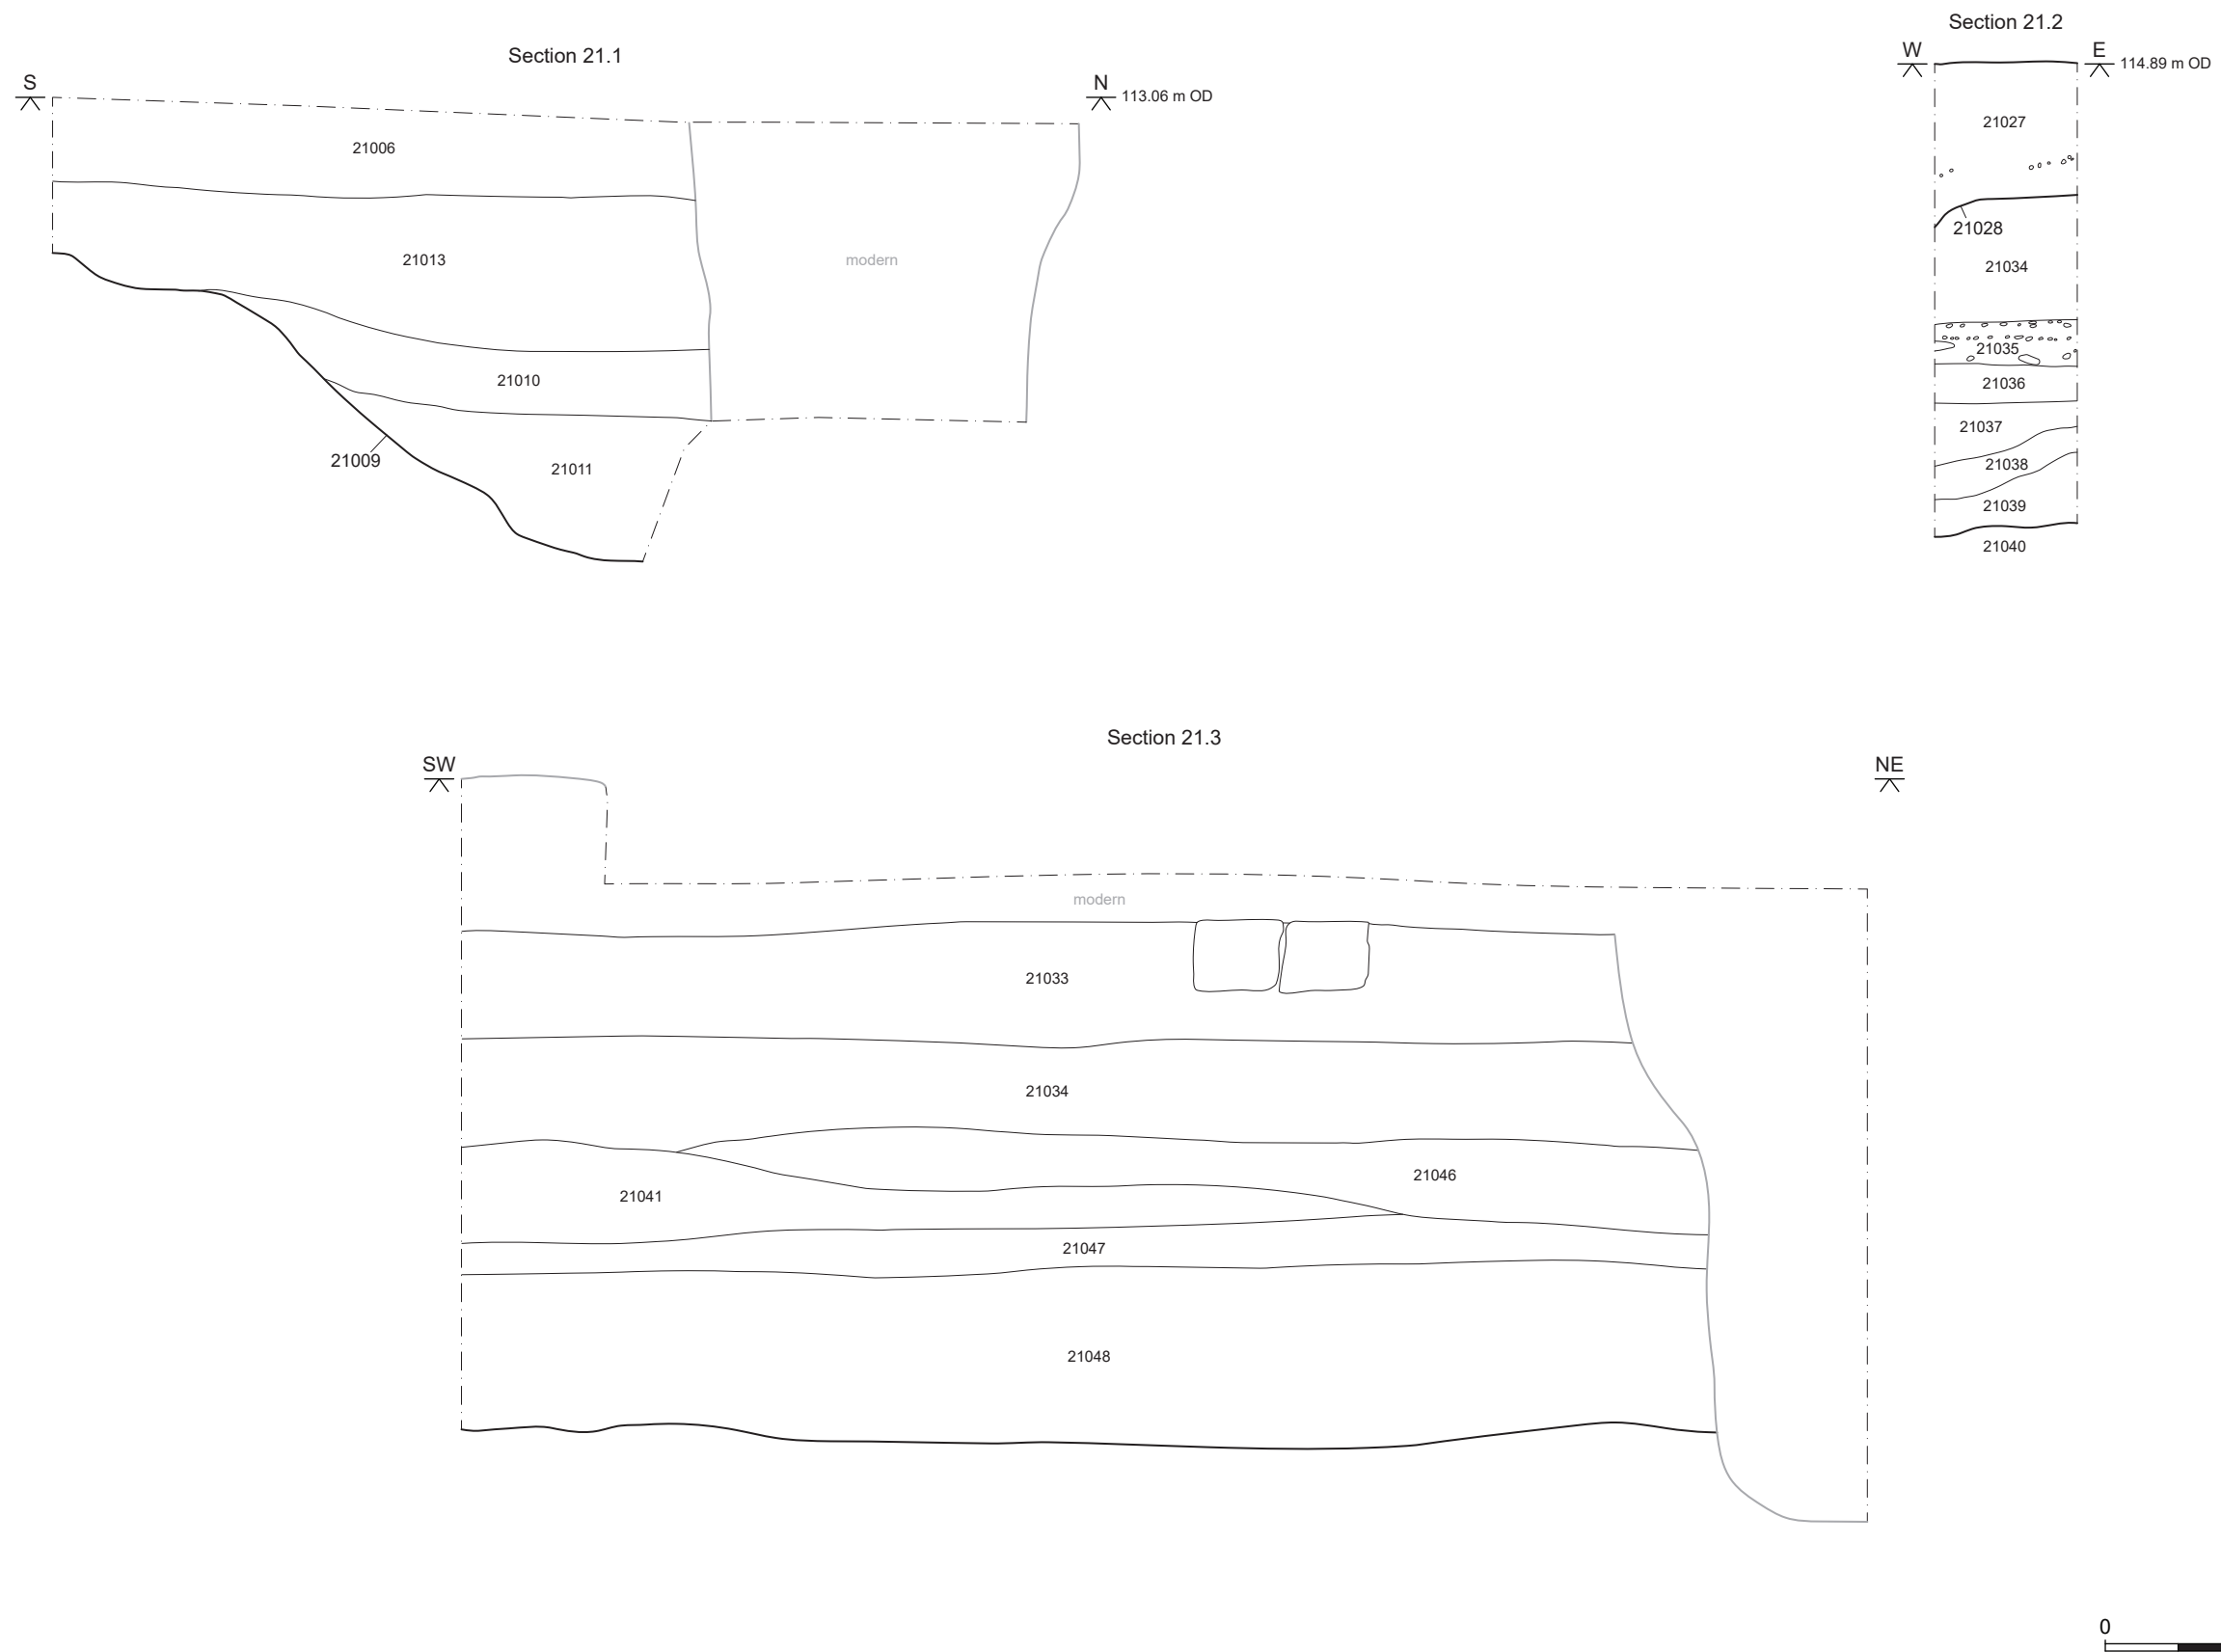 Section 21.1
S
N
113.06 m OD
21006
21013
modern
21010
21009
21011
Section 21.2
W
E
114.89 m OD
21027
21028
21034
21035
21036
21037
21038
21039
21040
Section 21.3
SW
NE
modern
21033
21034
21046
21041
21047
21048
0